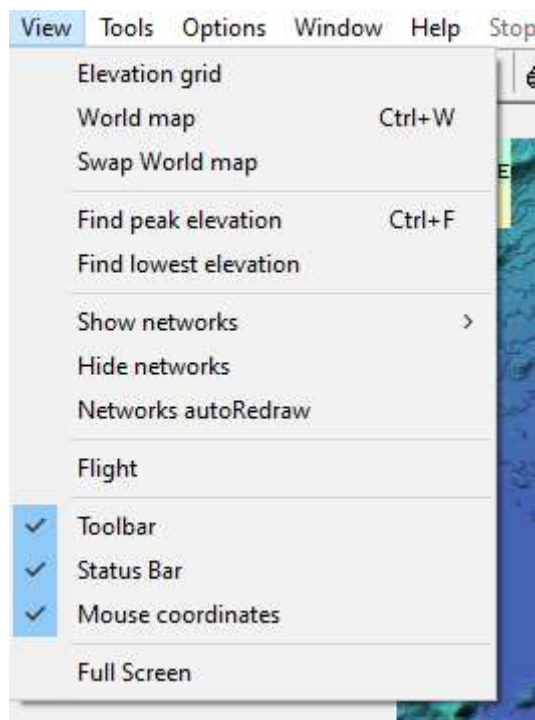 View Tools Options Window Help Stop
Elevation grid
World map Ctrl+W
Swap World map
Find peak elevation Ctrl+F
Find lowest elevation
Show networks >
Hide networks
Networks autoRedraw
Flight
Toolbar
Status Bar
Mouse coordinates
Full Screen
E